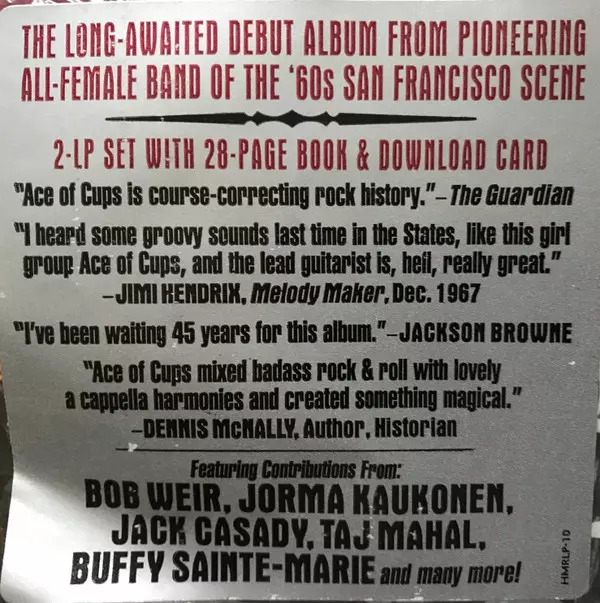 THE LONG-AWAITED DEBUT ALBUM FROM PIONEERING
ALL-FEMALE BAND OF THE '60s SAN FRANCISCO SCENE
2-LP SET WITH 28-PAGE BOOK & DOWNLOAD CARD
"Ace of Cups is course-correcting rock history."–The Guardian
"I heard some groovy sounds last time in the States, like this girl
group Ace of Cups, and the lead guitarist is, hell, really great."
–JIMI HENDRIX, Melody Maker, Dec. 1967
"I've been waiting 45 years for this album."–JACKSON BROWNE
"Ace of Cups mixed badass rock & roll with lovely
a cappella harmonies and created something magical."
–DENNIS McNALLY, Author, Historian
Featuring Contributions From:
BOB WEIR, JORMA KAUKONEN,
JACK CASADY, TAJ MAHAL,
BUFFY SAINTE-MARIE and many more!
HMRLP-10